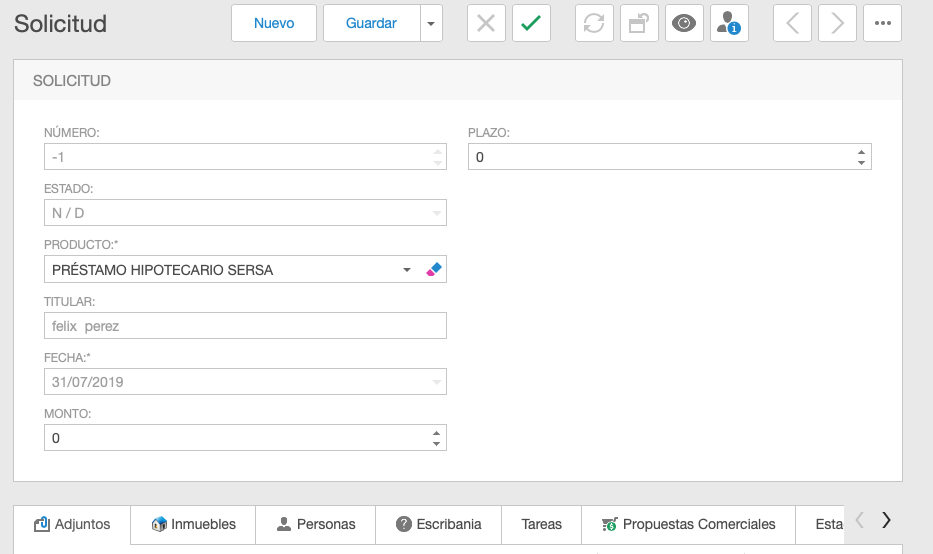 Solicitud
Nuevo
Guardar
SOLICITUD
NÚMERO:
-1
PLAZO:
0
ESTADO:
N / D
PRODUCTO:*
PRÉSTAMO HIPOTECARIO SERSA
TITULAR:
felix perez
FECHA:*
31/07/2019
MONTO:
0
Adjuntos
Inmuebles
Personas
Escribania
Tareas
Propuestas Comerciales
Esta